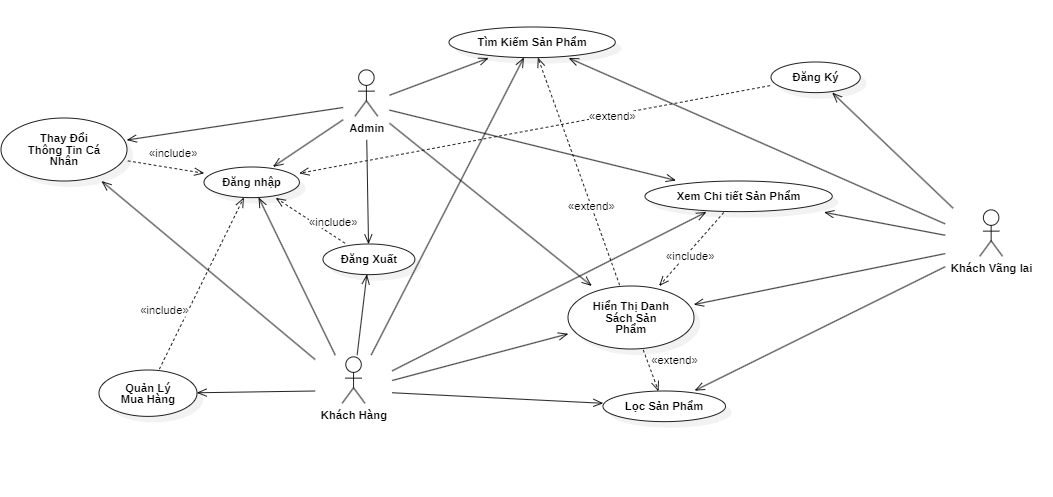 Tìm Kiếm Sản Phẩm
Đăng Ký
«extend»
Admin
Thay Đổi
Thông Tin Cá
Nhân
«include»
Đăng nhập
Xem Chi tiết Sản Phẩm
«extend»
«include»
Khách Vãng lai
Đăng Xuất
«include»
Hiển Thị Danh
Sách Sản
Phẩm
«include»
«extend»
Quản Lý
Mua Hàng
Khách Hàng
Lọc Sản Phẩm